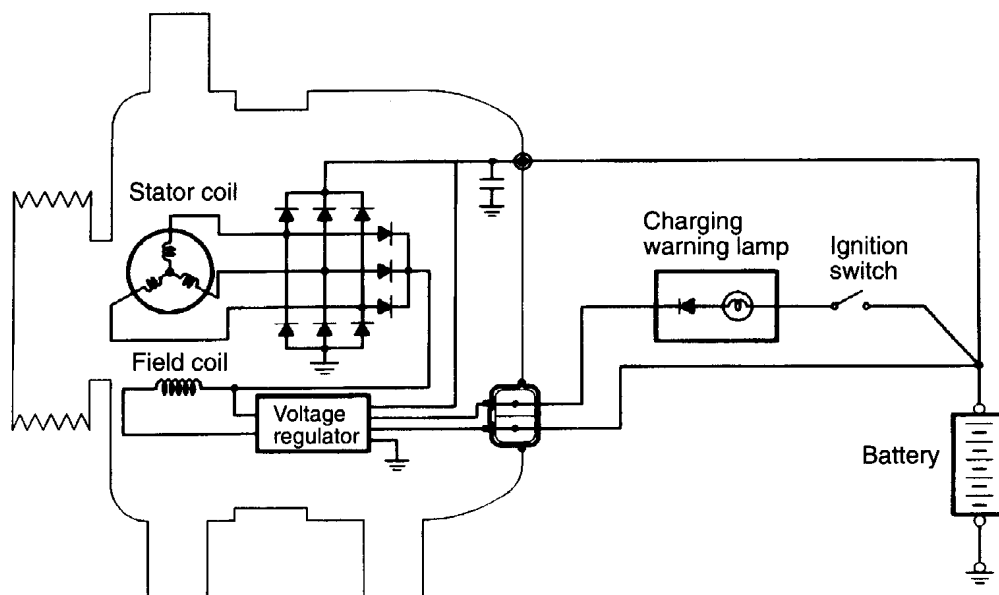 Stator coil
Charging
warning lamp
Ignition
switch
Field coil
Voltage
regulator
Battery